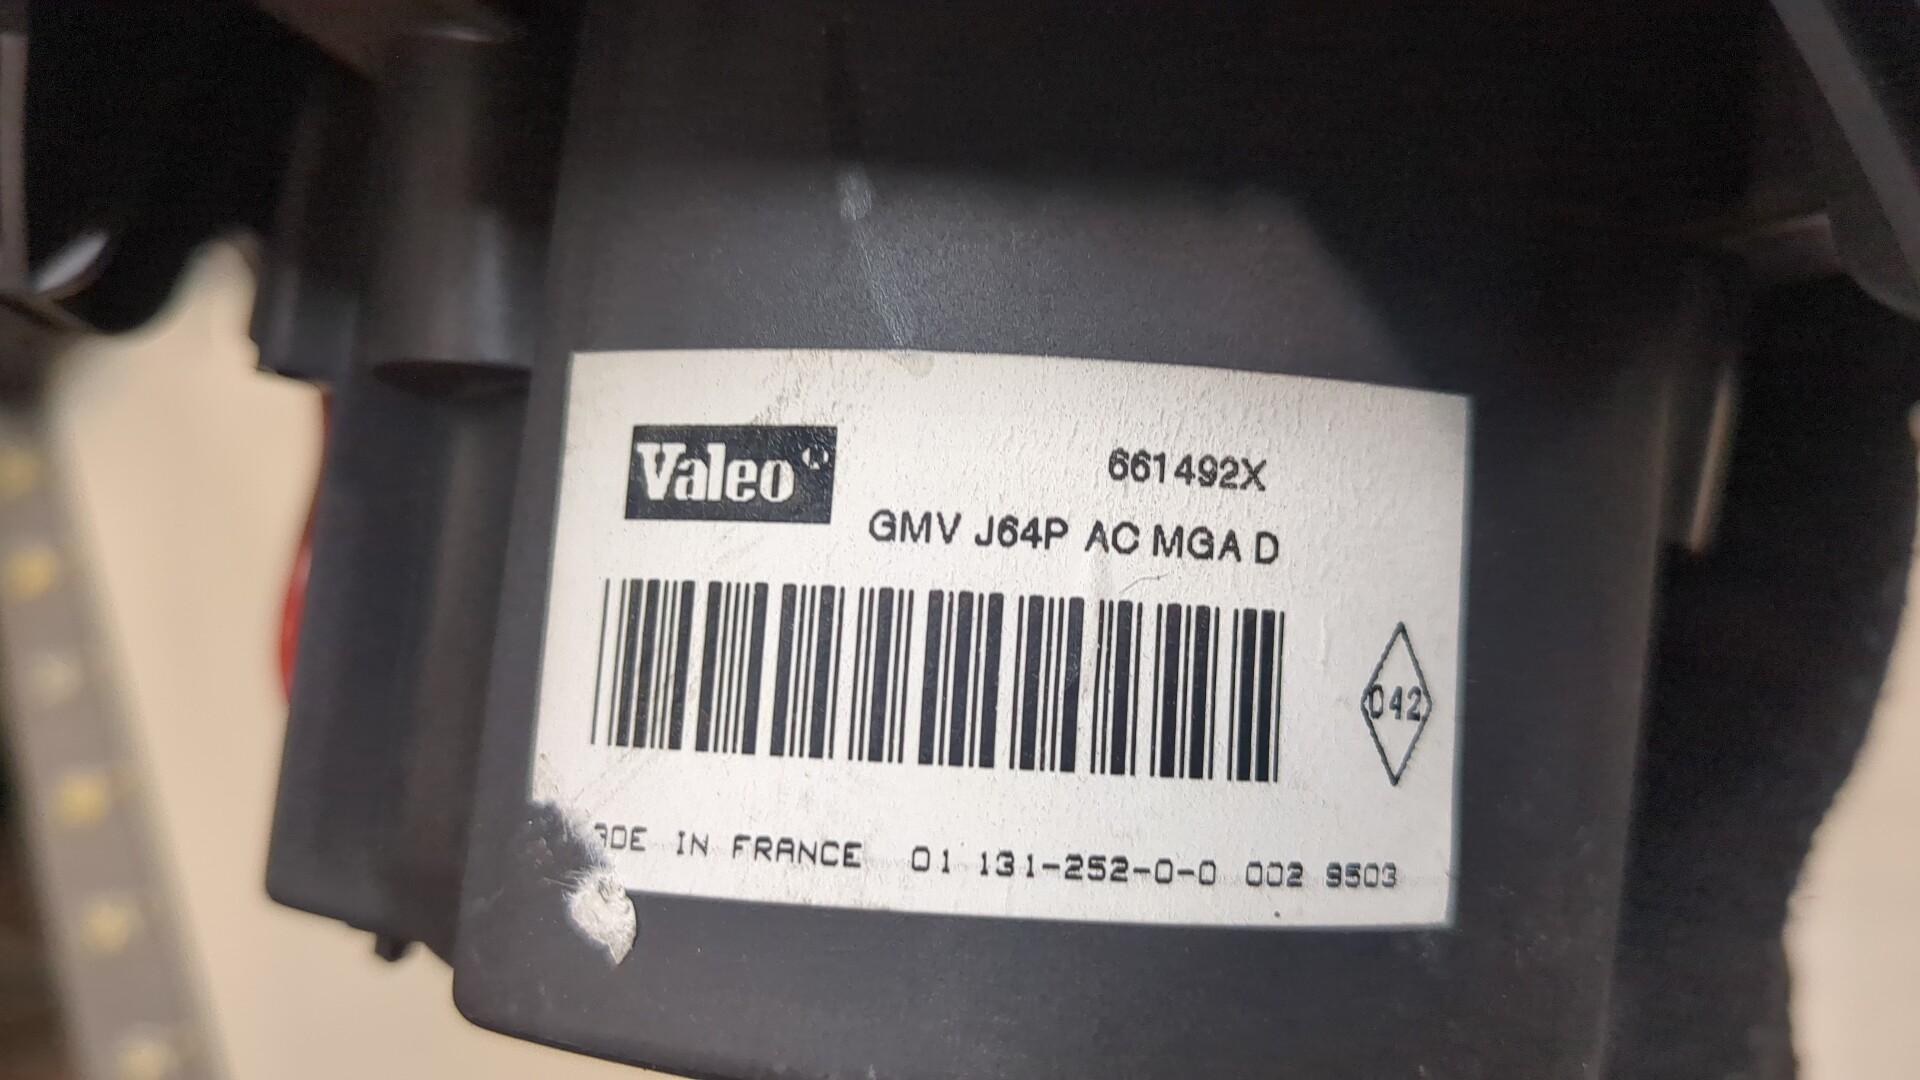 Valeo
661492X
GMV J64P AC MGA D
042
ADE IN FRANCE 01 131-252-0-0 002 9503